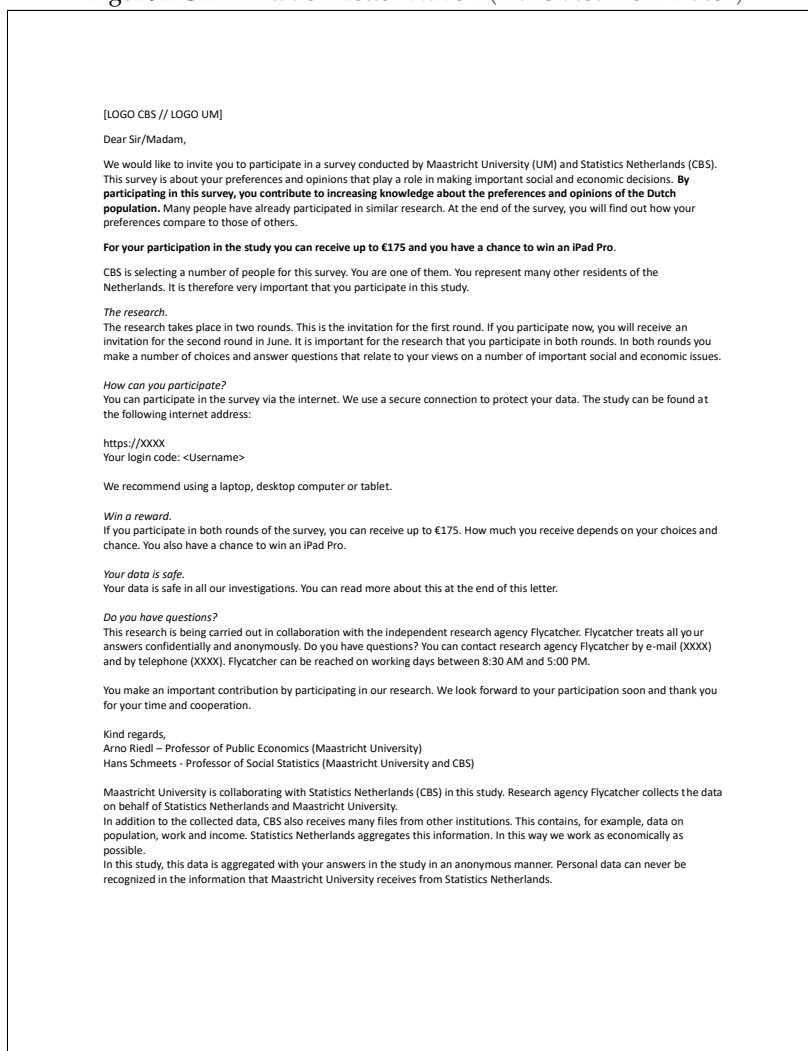 [LOGO CBS // LOGO UM]
Dear Sir/Madam,
We would like to invite you to participate in a survey conducted by Maastricht University (UM) and Statistics Netherlands (CBS).
This survey is about your preferences and opinions that play a role in making important social and economic decisions. By
participating in this survey, you contribute to increasing knowledge about the preferences and opinions of the Dutch
population. Many people have already participated in similar research. At the end of the survey, you will find out how your
preferences compare to those of others.
For your participation in the study you can receive up to €175 and you have a chance to win an iPad Pro.
CBS is selecting a number of people for this survey. You are one of them. You represent many other residents of the
Netherlands. It is therefore very important that you participate in this study.
The research.
The research takes place in two rounds. This is the invitation for the first round. If you participate now, you will receive an
invitation for the second round in June. It is important for the research that you participate in both rounds. In both rounds you
make a number of choices and answer questions that relate to your views on a number of important social and economic issues.
How can you participate?
You can participate in the survey via the internet. We use a secure connection to protect your data. The study can be found at
the following internet address:
https://XXXX
Your login code: <Username>
We recommend using a laptop, desktop computer or tablet.
Win a reward.
If you participate in both rounds of the survey, you can receive up to €175. How much you receive depends on your choices and
chance. You also have a chance to win an iPad Pro.
Your data is safe.
Your data is safe in all our investigations. You can read more about this at the end of this letter.
Do you have questions?
This research is being carried out in collaboration with the independent research agency Flycatcher. Flycatcher treats all your
answers confidentially and anonymously. Do you have questions? You can contact research agency Flycatcher by e-mail (XXXX)
and by telephone (XXXX). Flycatcher can be reached on working days between 8:30 AM and 5:00 PM.
You make an important contribution by participating in our research. We look forward to your participation soon and thank you
for your time and cooperation.
Kind regards,
Arno Riedl – Professor of Public Economics (Maastricht University)
Hans Schmeets - Professor of Social Statistics (Maastricht University and CBS)
Maastricht University is collaborating with Statistics Netherlands (CBS) in this study. Research agency Flycatcher collects the data
on behalf of Statistics Netherlands and Maastricht University.
In addition to the collected data, CBS also receives many files from other institutions. This contains, for example, data on
population, work and income. Statistics Netherlands aggregates this information. In this way we work as economically as
possible.
In this study, this data is aggregated with your answers in the study in an anonymous manner. Personal data can never be
recognized in the information that Maastricht University receives from Statistics Netherlands.